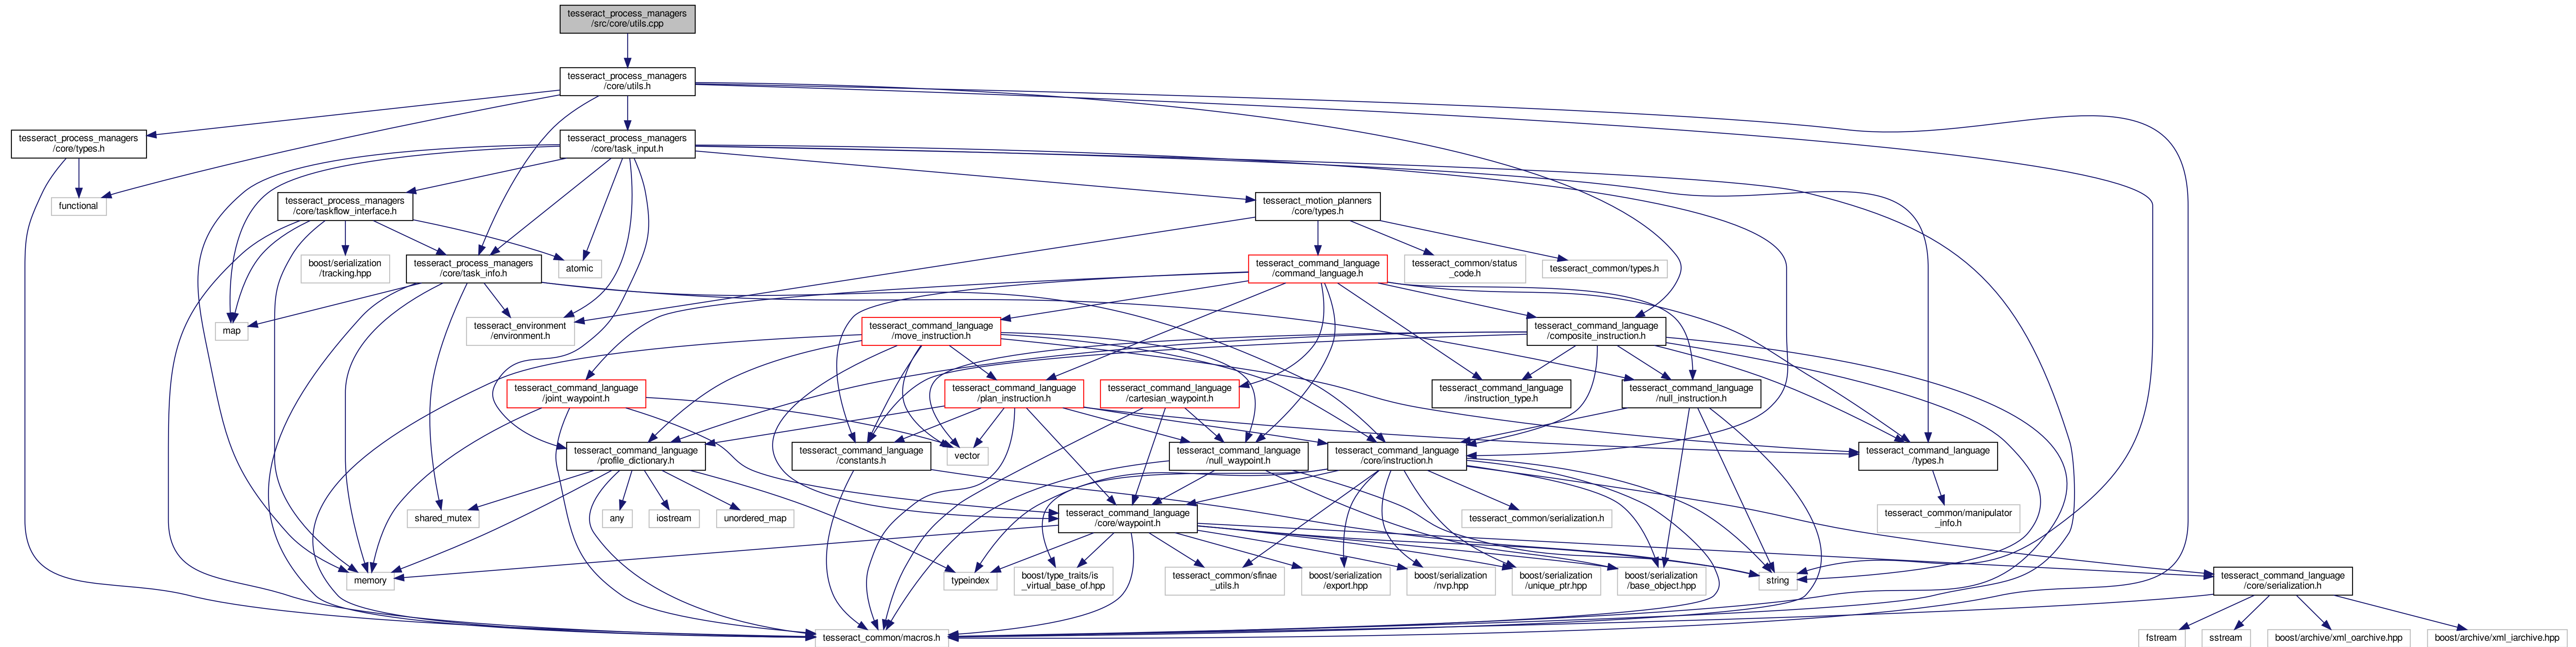 tesseract_process_managers
/src/core/utils.cpp
tesseract_process_managers
/core/utils.h
tesseract_process_managers
/core/types.h
tesseract_process_managers
/core/task_input.h
functional
tesseract_process_managers
/core/taskflow_interface.h
tesseract_motion_planners
/core/types.h
boost/serialization
/tracking.hpp
tesseract_process_managers
/core/task_info.h
atomic
tesseract_command_language
/command_language.h
tesseract_common/status
_code.h
tesseract_common/types.h
map
tesseract_environment
/environment.h
tesseract_command_language
/move_instruction.h
tesseract_command_language
/composite_instruction.h
tesseract_command_language
/joint_waypoint.h
tesseract_command_language
/plan_instruction.h
tesseract_command_language
/cartesian_waypoint.h
tesseract_command_language
/instruction_type.h
tesseract_command_language
/null_instruction.h
tesseract_command_language
/profile_dictionary.h
tesseract_command_language
/constants.h
vector
tesseract_command_language
/null_waypoint.h
tesseract_command_language
/core/instruction.h
tesseract_command_language
/types.h
shared_mutex
any
iostream
unordered_map
tesseract_command_language
/core/waypoint.h
tesseract_common/serialization.h
tesseract_common/manipulator
_info.h
memory
typeindex
boost/type_traits/is
_virtual_base_of.hpp
tesseract_common/sfinae
_utils.h
boost/serialization
/export.hpp
boost/serialization
/nvp.hpp
boost/serialization
/unique_ptr.hpp
boost/serialization
/base_object.hpp
string
tesseract_command_language
/core/serialization.h
tesseract_common/macros.h
fstream
sstream
boost/archive/xml_oarchive.hpp
boost/archive/xml_iarchive.hpp